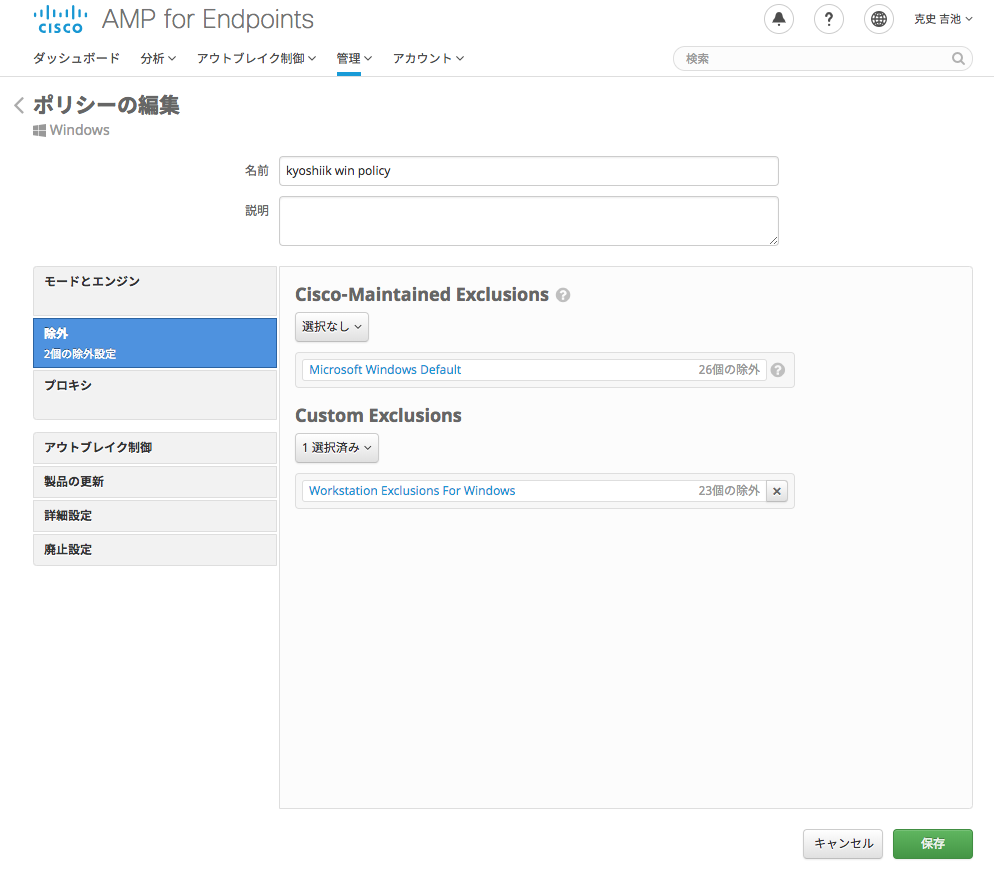 CISCO AMP for Endpoints
? 克史 吉池
ダッシュボード 分析 アウトブレイク制御 管理 アカウント 検索
ポリシーの編集
Windows
名前 kyoshiik win policy
説明
モードとエンジン
除外
2個の除外設定
プロキシ
アウトブレイク制御
製品の更新
詳細設定
廃止設定
Cisco-Maintained Exclusions ?
選択なし
Microsoft Windows Default 26個の除外 ?
Custom Exclusions
1 選択済み
Workstation Exclusions For Windows 23個の除外 ×
キャンセル 保存